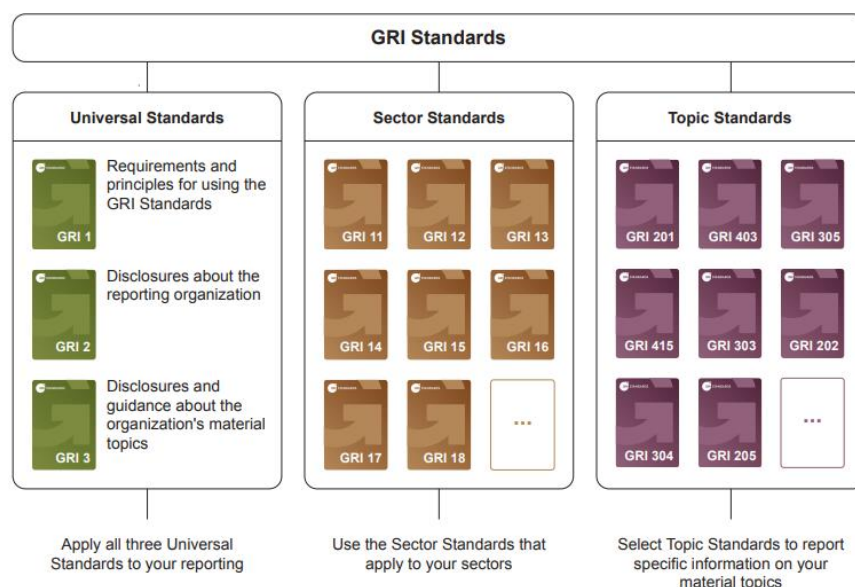 GRI Standards
Universal Standards
GRI 1
Requirements and
principles for using the
GRI Standards
GRI 2
Disclosures about the
reporting organization
GRI 3
Disclosures and
guidance about the
organization's material
topics
Apply all three Universal
Standards to your reporting
Sector Standards
GRI 11
GRI 12
GRI 13
GRI 14
GRI 15
GRI 16
GRI 17
GRI 18
...
Use the Sector Standards that
apply to your sectors
Topic Standards
GRI 201
GRI 403
GRI 305
GRI 415
GRI 303
GRI 202
GRI 304
GRI 205
...
Select Topic Standards to report
specific information on your
material topics